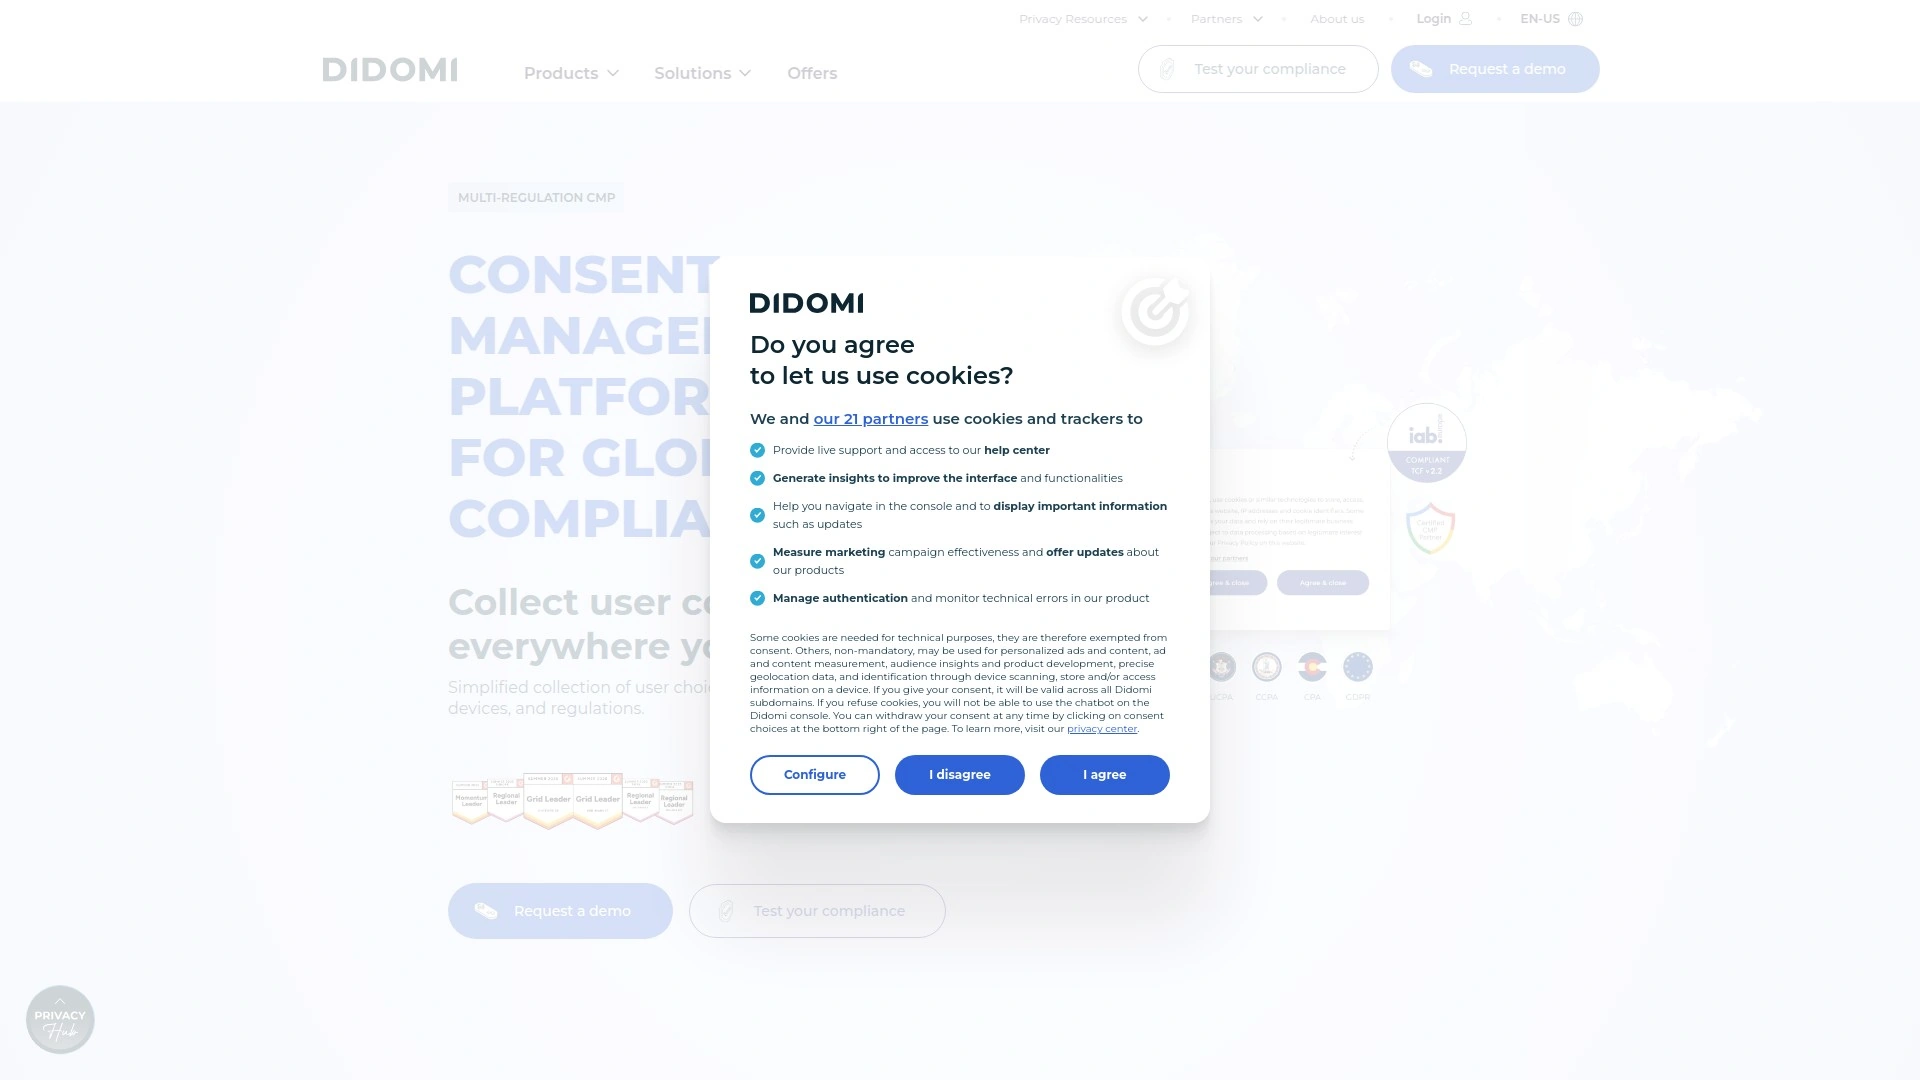 Privacy Resources
Partners
About us
Login
EN-US
DIDOMI
Products
Solutions
Offers
Test your compliance
Request a demo
MULTI-REGULATION CMP
CONSENT
PLATFOR
FOR
Collect user
everywhere
Simplified collection of user
devices, and regulations.
DIDOMI
Do you agree
to let us use cookies?
We and our 21 partners use cookies and trackers to
Provide live support and access to our help center
Generate insights to improve the interface and functionalities
Help you navigate in the console and to display important information
such as updates
Measure marketing campaign effectiveness and offer updates about
our products
Manage authentication and monitor technical errors in our product
Some cookies are needed for technical purposes, they are therefore exempted from
consent. Others, non-mandatory, may be used for personalized ads and content, ad
and content measurement, audience insights and product development, precise
geolocation data, and identification through device scanning, store and/or access
information on a device. If you give your consent, it will be valid across all Didomi
subdomains. If you refuse cookies, you will not be able to use the chatbot on the
Didomi console. You can withdraw your consent at any time by clicking on consent
choices at the bottom right of the page. To learn more, visit our privacy center.
Configure
I disagree
I agree
iab.
COMPLIANT
TCF v2.2
Certified
CMP
Partner
our partners
Agree & close
UCPA
CCPA
CPA
GDPR
Momentum
Leader
Regional
Leader
Grid Leader
Grid Leader
Regional
Leader
Regional
Leader
Request a demo
Test your compliance
PRIVACY
Hub